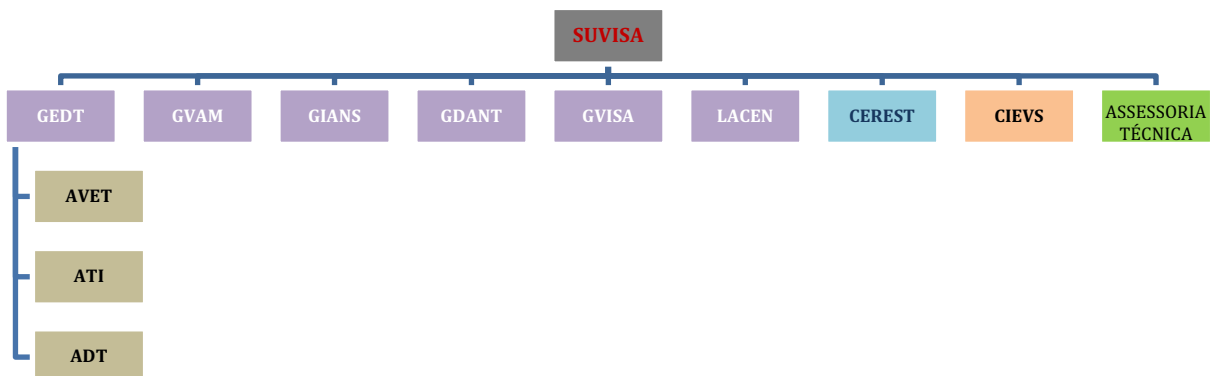 SUVISA
GEDT
GVAM
GIANS
GDANT
GVISA
LACEN
CEREST
CIEVS
ASSESSORIA
TÉCNICA
AVET
ATI
ADT